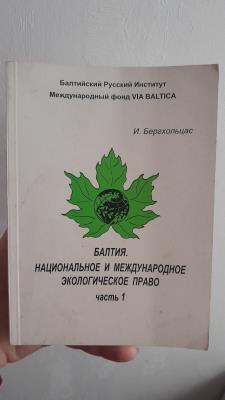 Балтийский Русский Институт
Международный фонд VIA BALTICA
И. Бергхольцас
БАЛТИЯ.
НАЦИОНАЛЬНОЕ И МЕЖДУНАРОДНОЕ
ЭКОЛОГИЧЕСКОЕ ПРАВО
часть 1